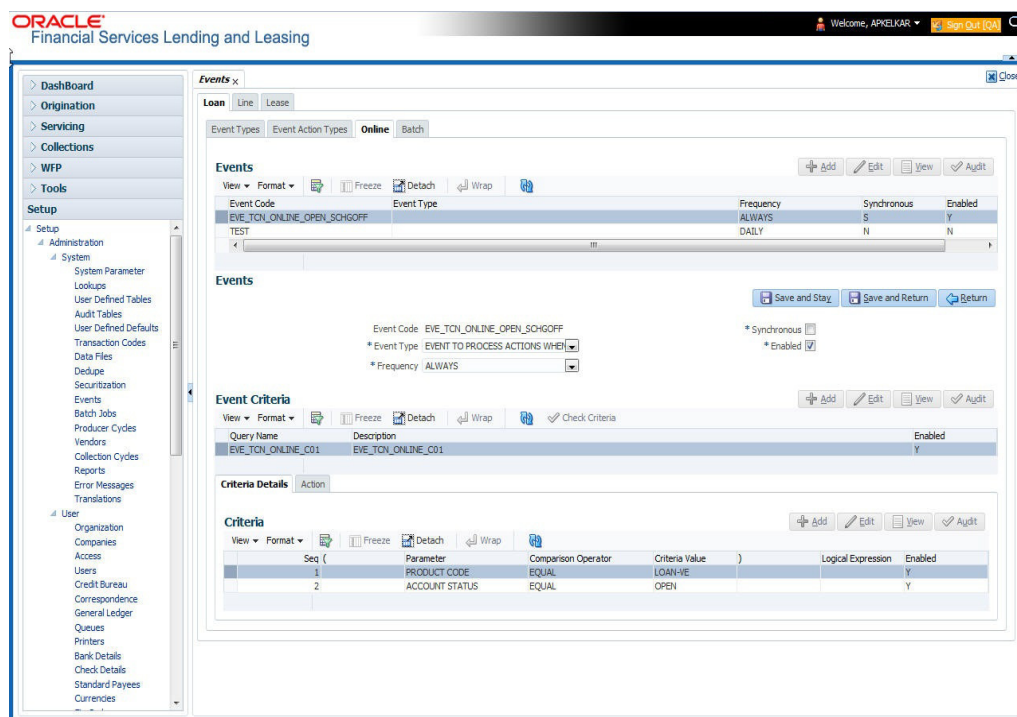 ORACLE®
Financial Services Lending and Leasing
Welcome, APKELKAR
Sign Out [QA]
DashBoard
Origination
Servicing
Collections
WFP
Tools
Setup
Setup
Administration
System
System Parameter
Lookups
User Defined Tables
Audit Tables
User Defined Defaults
Transaction Codes
Data Files
Dedupe
Securitization
Events
Batch Jobs
Producer Cycles
Vendors
Collection Cycles
Reports
Error Messages
Translations
User
Organization
Companies
Access
Users
Credit Bureau
Correspondence
General Ledger
Queues
Printers
Bank Details
Check Details
Standard Payees
Currencies
Events
Close
Loan Line Lease
Event Types Event Action Types Online Batch
Events
Add Edit View Audit
View Format Freeze Detach Wrap
Event Code Event Type Frequency Synchronous Enabled
EVE_TCN_ONLINE_OPEN_SCHGOFF ALWAYS S Y
TEST DAILY N N
Events
Save and Stay Save and Return Return
Event Code EVE_TCN_ONLINE_OPEN_SCHGOFF * Synchronous
* Event Type EVENT TO PROCESS ACTIONS WHEN * Enabled
* Frequency ALWAYS
Event Criteria
Add Edit View Audit
View Format Freeze Detach Wrap Check Criteria
Query Name Description Enabled
EVE_TCN_ONLINE_C01 EVE_TCN_ONLINE_C01 Y
Criteria Details Action
Criteria
Add Edit View Audit
View Format Freeze Detach Wrap
Seq ( Parameter Comparison Operator Criteria Value ) Logical Expression Enabled
1 PRODUCT CODE EQUAL LOAN-VE Y
2 ACCOUNT STATUS EQUAL OPEN Y